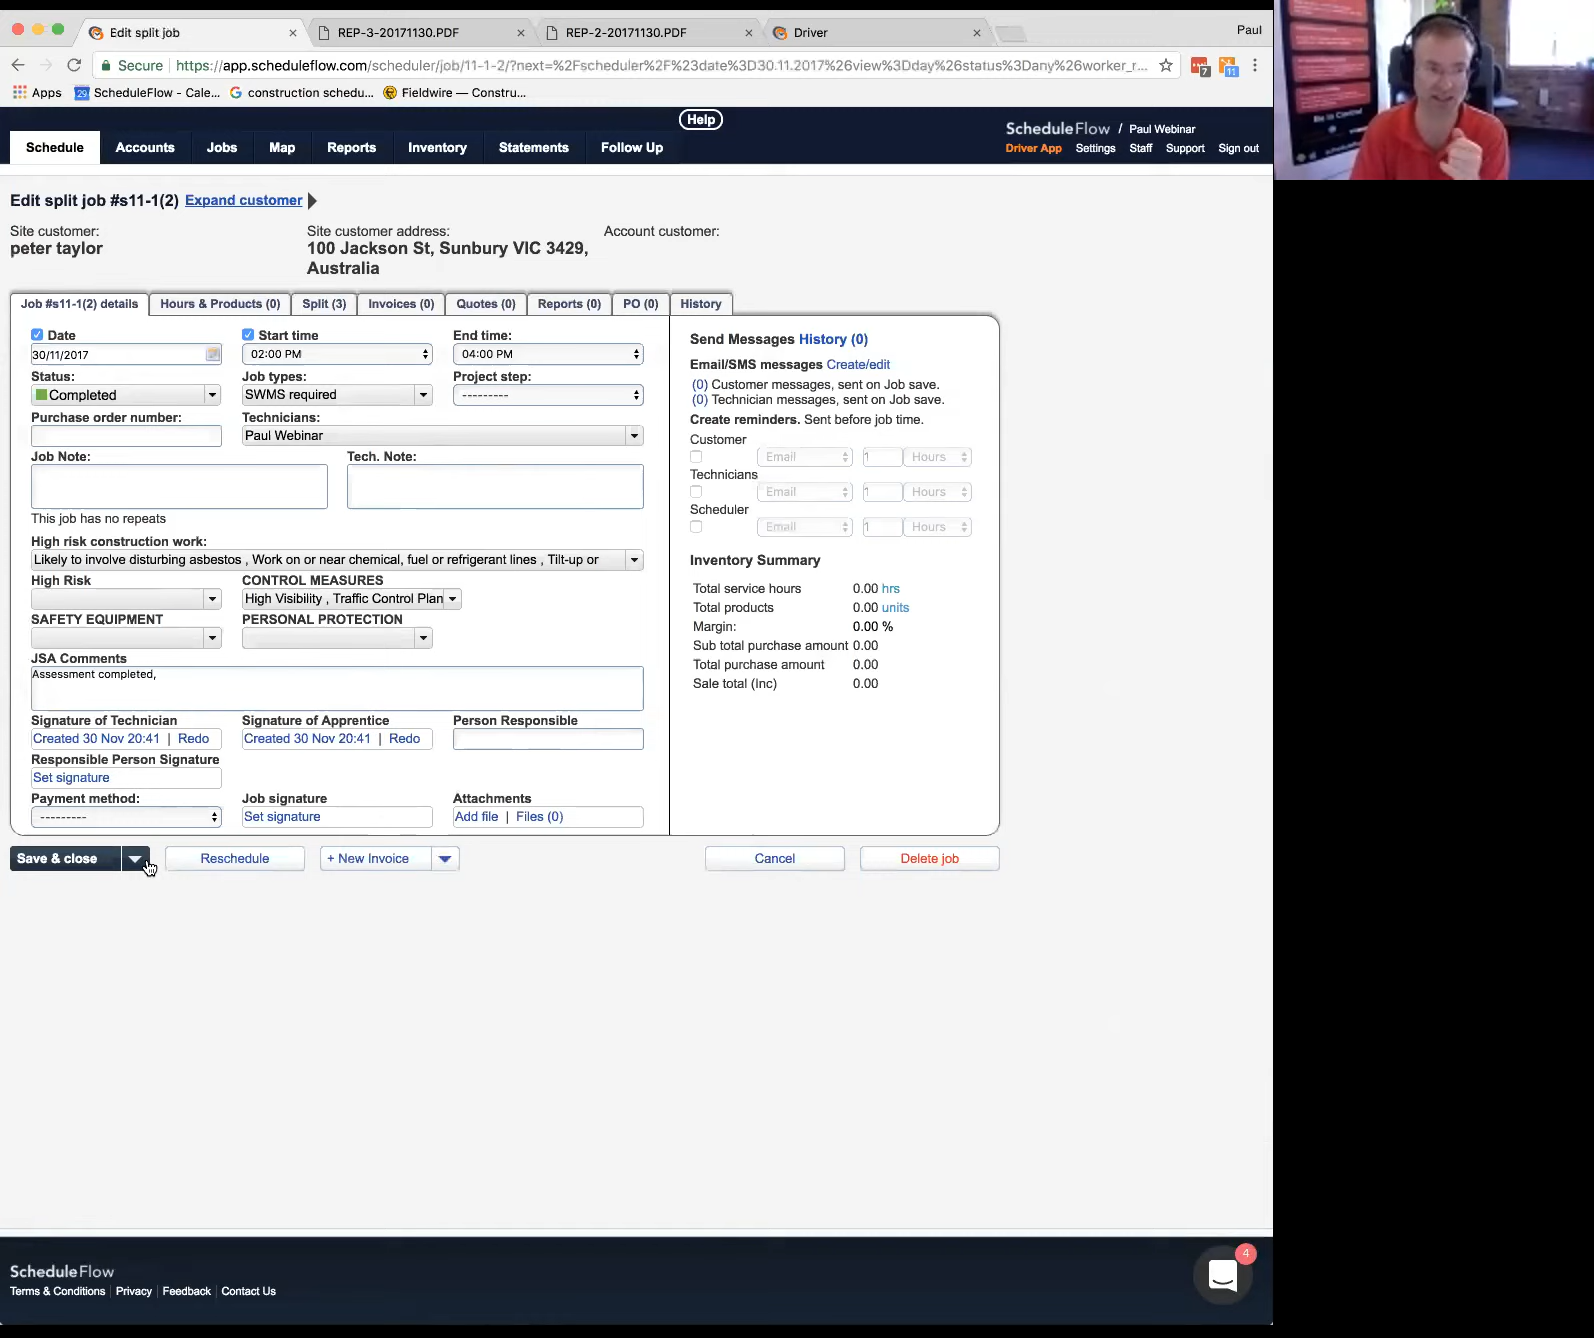 Edit split job
REP-3-20171130.PDF
REP-2-20171130.PDF
Driver
Paul
Secure
https://app.scheduleflow.com/scheduler/job/11-1-2/?next=%2Fscheduler%2F%23date%3D30.11.2017%26view%3Dday%26status%3Dany%26worker_r...
7
11
Apps
29
ScheduleFlow - Cale...
construction schedu...
Fieldwire — Constru...
Help
ScheduleFlow / Paul Webinar
Schedule
Accounts
Jobs
Map
Reports
Inventory
Statements
Follow Up
Driver App
Settings
Staff
Support
Sign out
Edit split job #s11-1(2) Expand customer
Site customer:
peter taylor
Site customer address:
100 Jackson St, Sunbury VIC 3429,
Australia
Account customer:
Job #s11-1(2) details
Hours & Products (0)
Split (3)
Invoices (0)
Quotes (0)
Reports (0)
PO (0)
History
Date
Start time
End time:
30/11/2017
02:00 PM
04:00 PM
Status:
Job types:
Project step:
Completed
SWMS required
---------
Purchase order number:
Technicians:
Paul Webinar
Job Note:
Tech. Note:
This job has no repeats
High risk construction work:
Likely to involve disturbing asbestos , Work on or near chemical, fuel or refrigerant lines , Tilt-up or
High Risk
CONTROL MEASURES
High Visibility , Traffic Control Plan
SAFETY EQUIPMENT
PERSONAL PROTECTION
JSA Comments
Assessment completed,
Signature of Technician
Signature of Apprentice
Person Responsible
Created 30 Nov 20:41 | Redo
Created 30 Nov 20:41 | Redo
Responsible Person Signature
Set signature
Payment method:
Job signature
Attachments
---------
Set signature
Add file | Files (0)
Send Messages History (0)
Email/SMS messages Create/edit
(0) Customer messages, sent on Job save.
(0) Technician messages, sent on Job save.
Create reminders. Sent before job time.
Customer
Email
1
Hours
Technicians
Email
1
Hours
Scheduler
Email
1
Hours
Inventory Summary
Total service hours 0.00 hrs
Total products 0.00 units
Margin: 0.00 %
Sub total purchase amount 0.00
Total purchase amount 0.00
Sale total (Inc) 0.00
Save & close
Reschedule
+ New Invoice
Cancel
Delete job
ScheduleFlow
Terms & Conditions
Privacy
Feedback
Contact Us
4